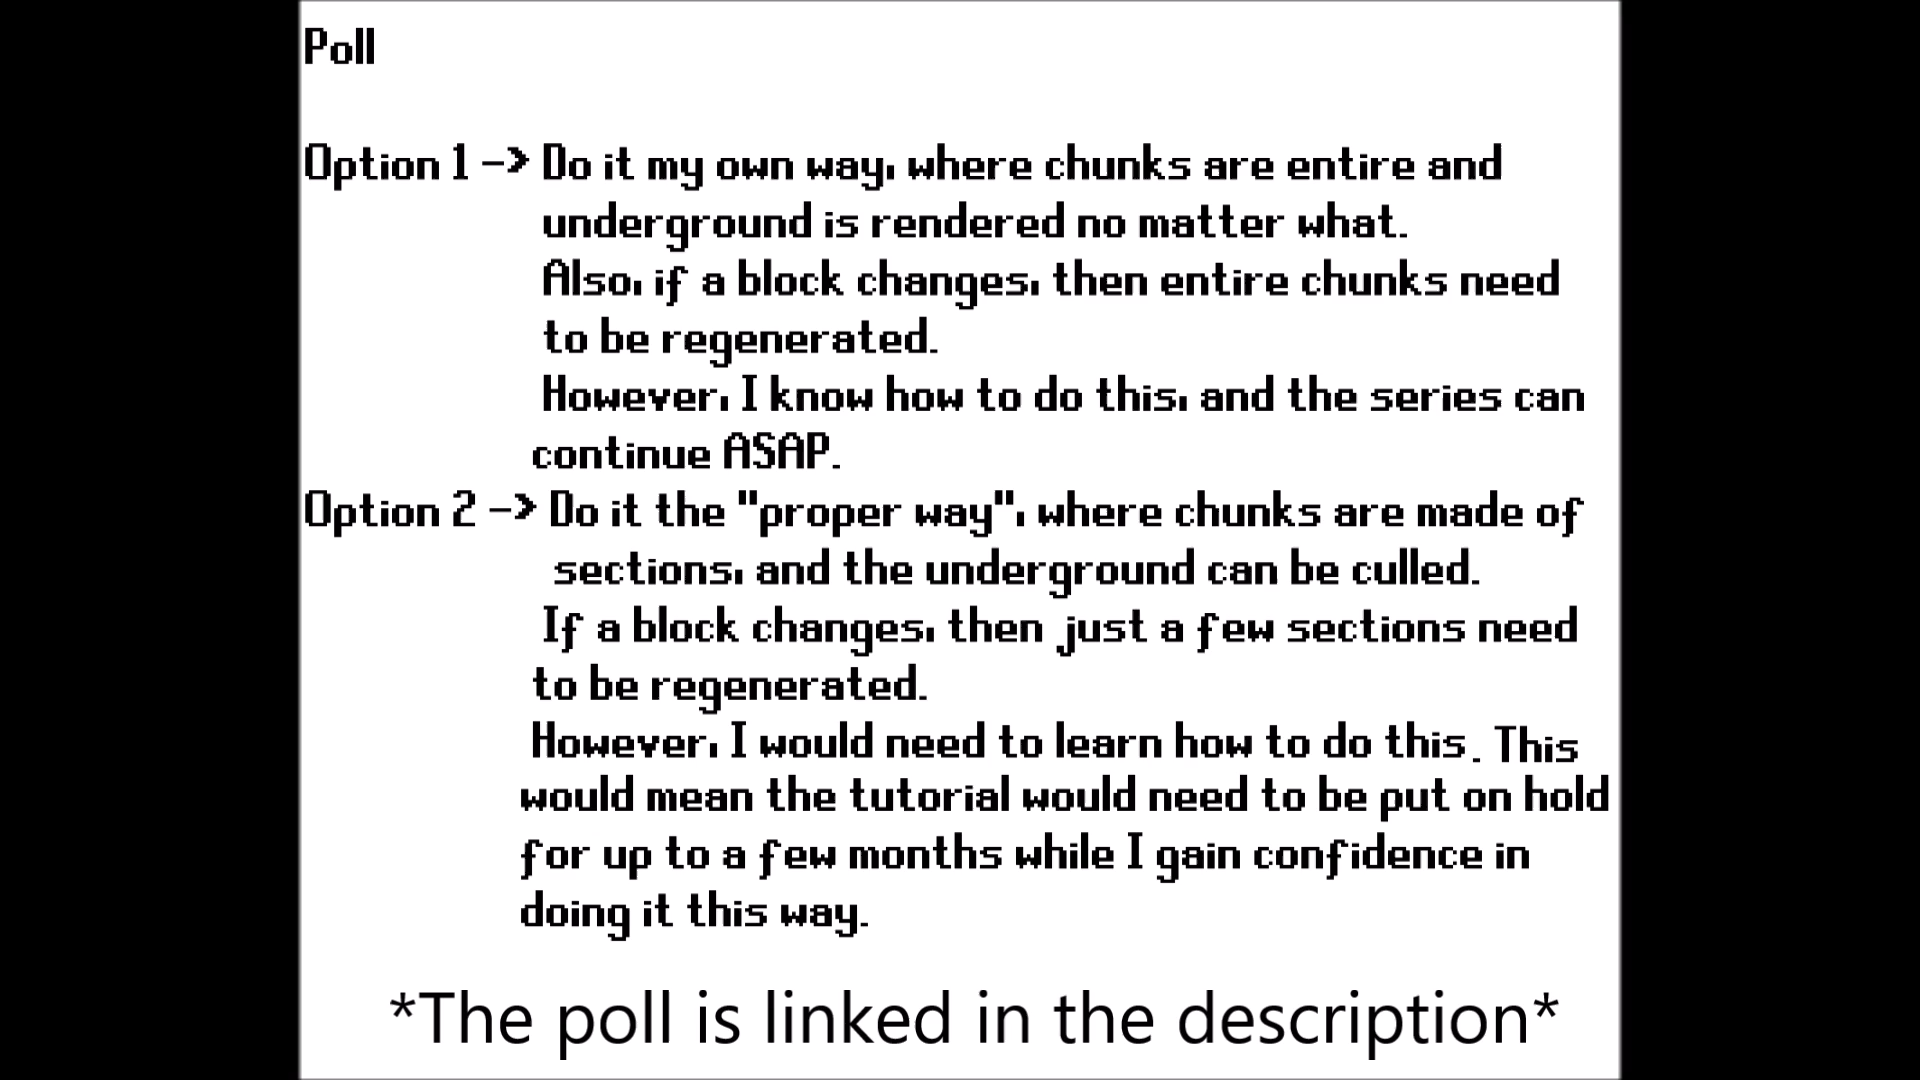 Poll
Option 1 -> Do it my own way, where chunks are entire and
underground is rendered no matter what.
Also, if a block changes, then entire chunks need
to be regenerated.
However, I know how to do this, and the series can
continue ASAP.
Option 2 -> Do it the "proper way", where chunks are made of
sections, and the underground can be culled.
If a block changes, then just a few sections need
to be regenerated.
However, I would need to learn how to do this. This
would mean the tutorial would need to be put on hold
for up to a few months while I gain confidence in
doing it this way.
*The poll is linked in the description*